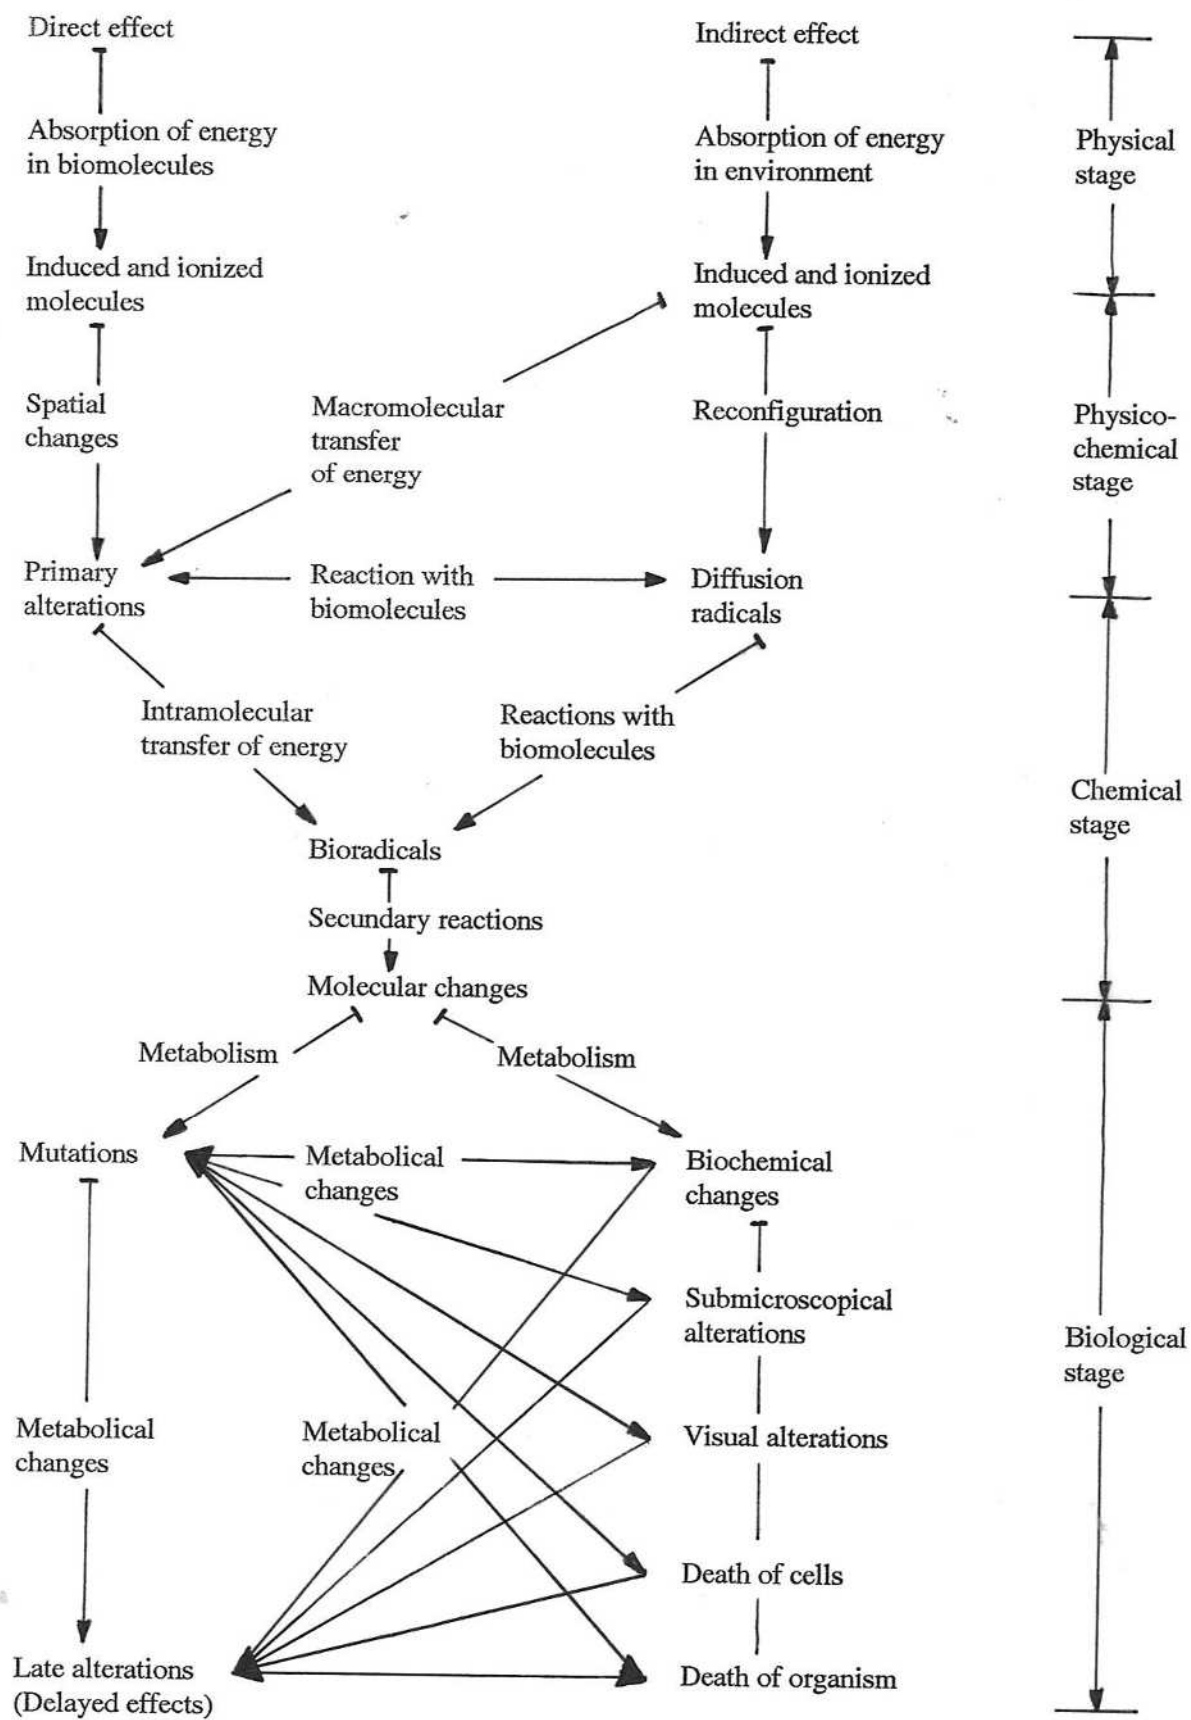 Direct effect
Indirect effect
Absorption of energy
in biomolecules
Absorption of energy
in environment
Physical
stage
Induced and ionized
molecules
Induced and ionized
molecules
Spatial
changes
Macromolecular
transfer
of energy
Reconfiguration
Physico-
chemical
stage
Primary
alterations
Reaction with
biomolecules
Diffusion
radicals
Intramolecular
transfer of energy
Reactions with
biomolecules
Chemical
stage
Bioradicals
Secundary reactions
Molecular changes
Metabolism
Metabolism
Mutations
Metabolical
changes
Biochemical
changes
Submicroscopical
alterations
Biological
stage
Metabolical
changes
Metabolical
changes
Visual alterations
Death of cells
Late alterations
(Delayed effects)
Death of organism